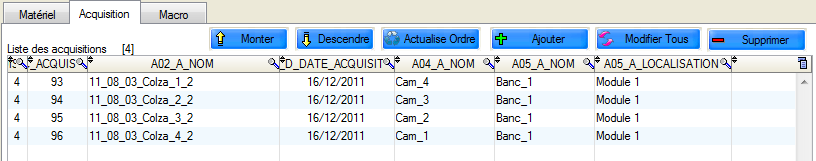 Matériel Acquisition Macro
Monter Descendre Actualise Ordre Ajouter Modifier Tous Supprimer
Liste des acquisitions [4]
_ACQUIS A02_A_NOM D_DATE_ACQUISIT A04_A_NOM A05_A_NOM A05_A_LOCALISATION
4 93 11_08_03_Colza_1_2 16/12/2011 Cam_4 Banc_1 Module 1
4 94 11_08_03_Colza_2_2 16/12/2011 Cam_3 Banc_1 Module 1
4 95 11_08_03_Colza_3_2 16/12/2011 Cam_2 Banc_1 Module 1
4 96 11_08_03_Colza_4_2 16/12/2011 Cam_1 Banc_1 Module 1